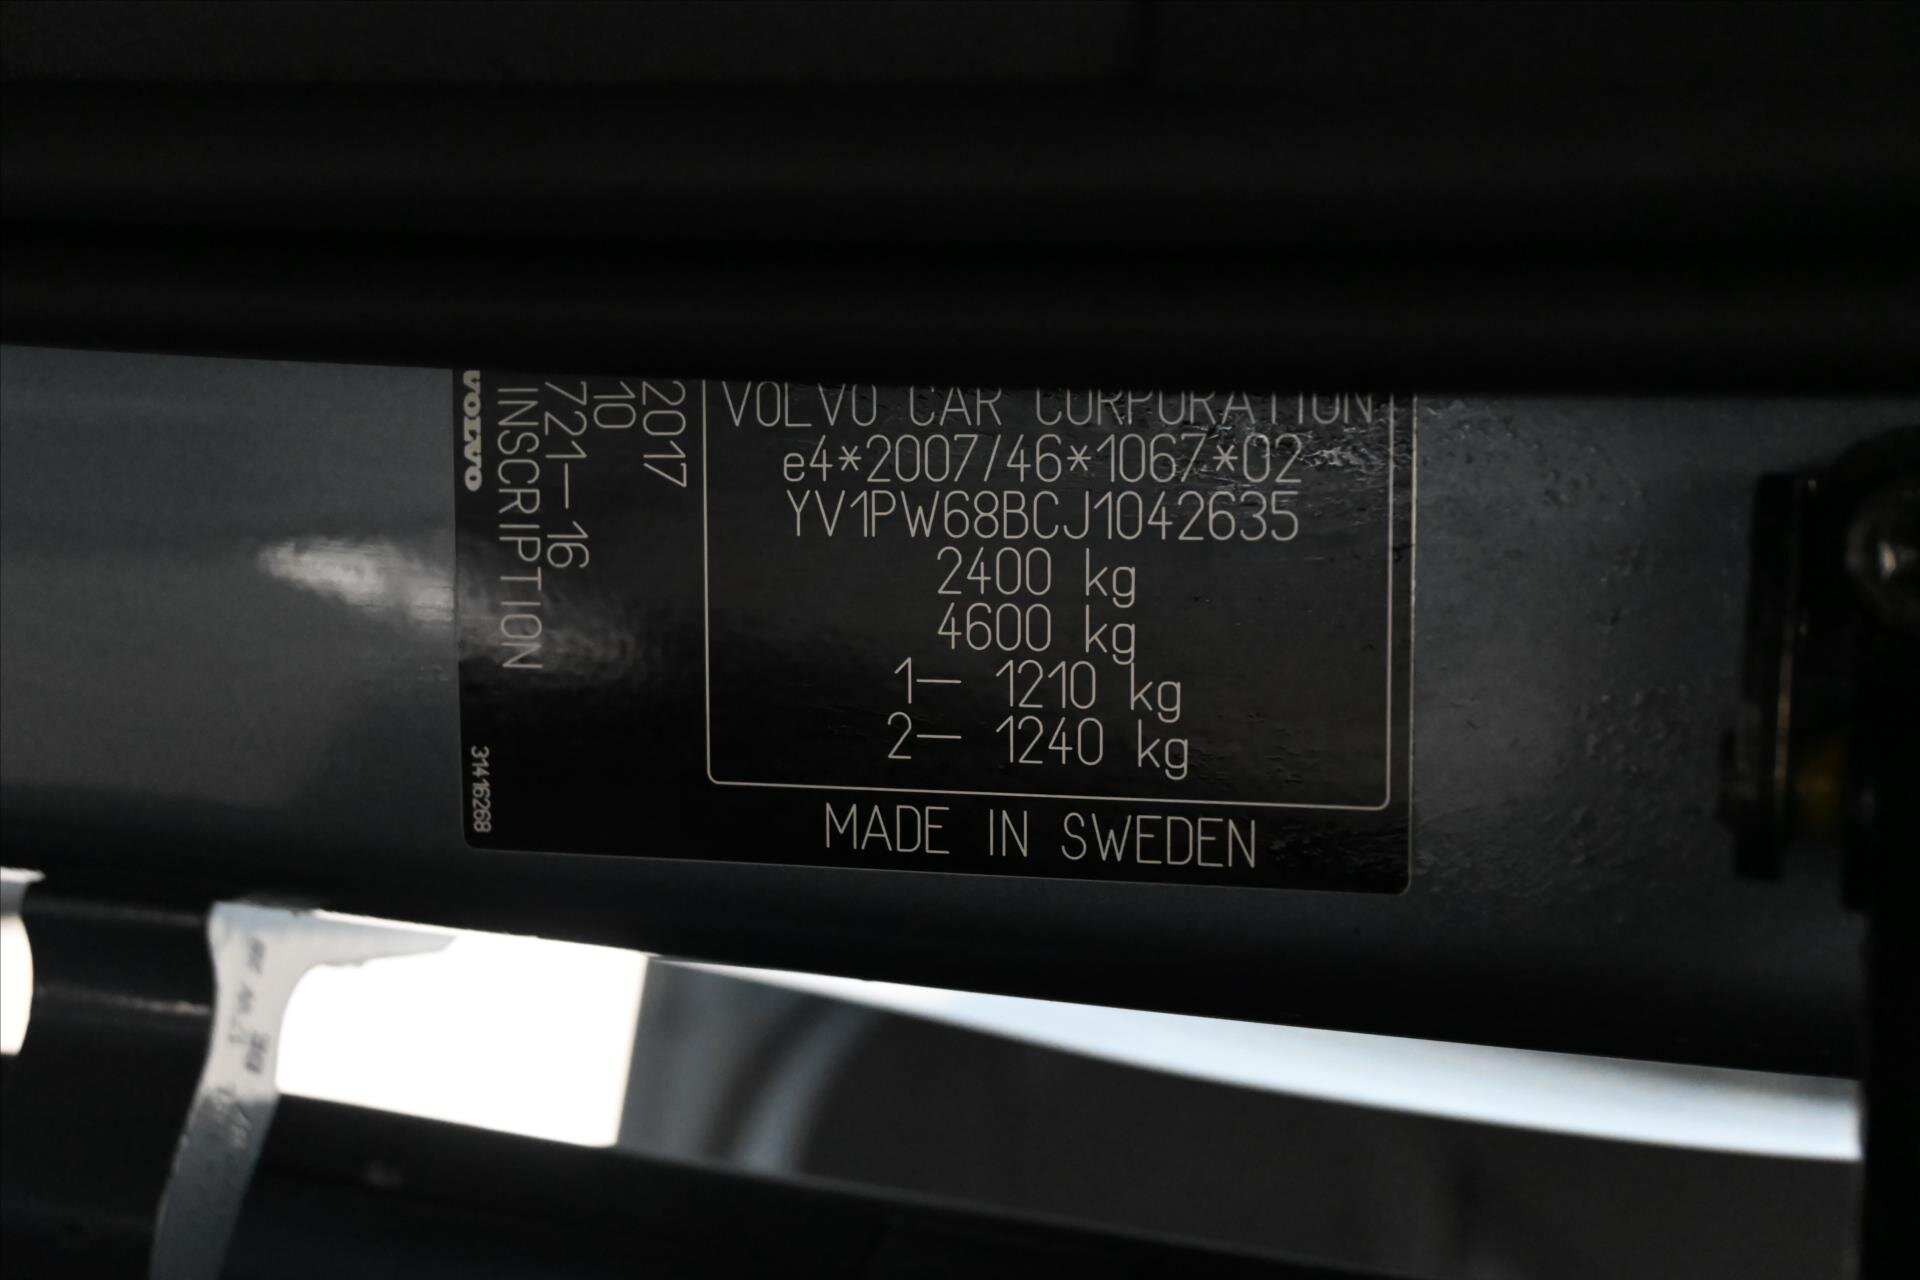 VOLVO CAR CORPORATION
e4*2007/46*1067*02
YV1PW68BCJ1042635
2400 kg
4600 kg
1— 1210 kg
2— 1240 kg
MADE IN SWEDEN
2017
10
721—16
INSCRIPTION
VOLVO
31416268